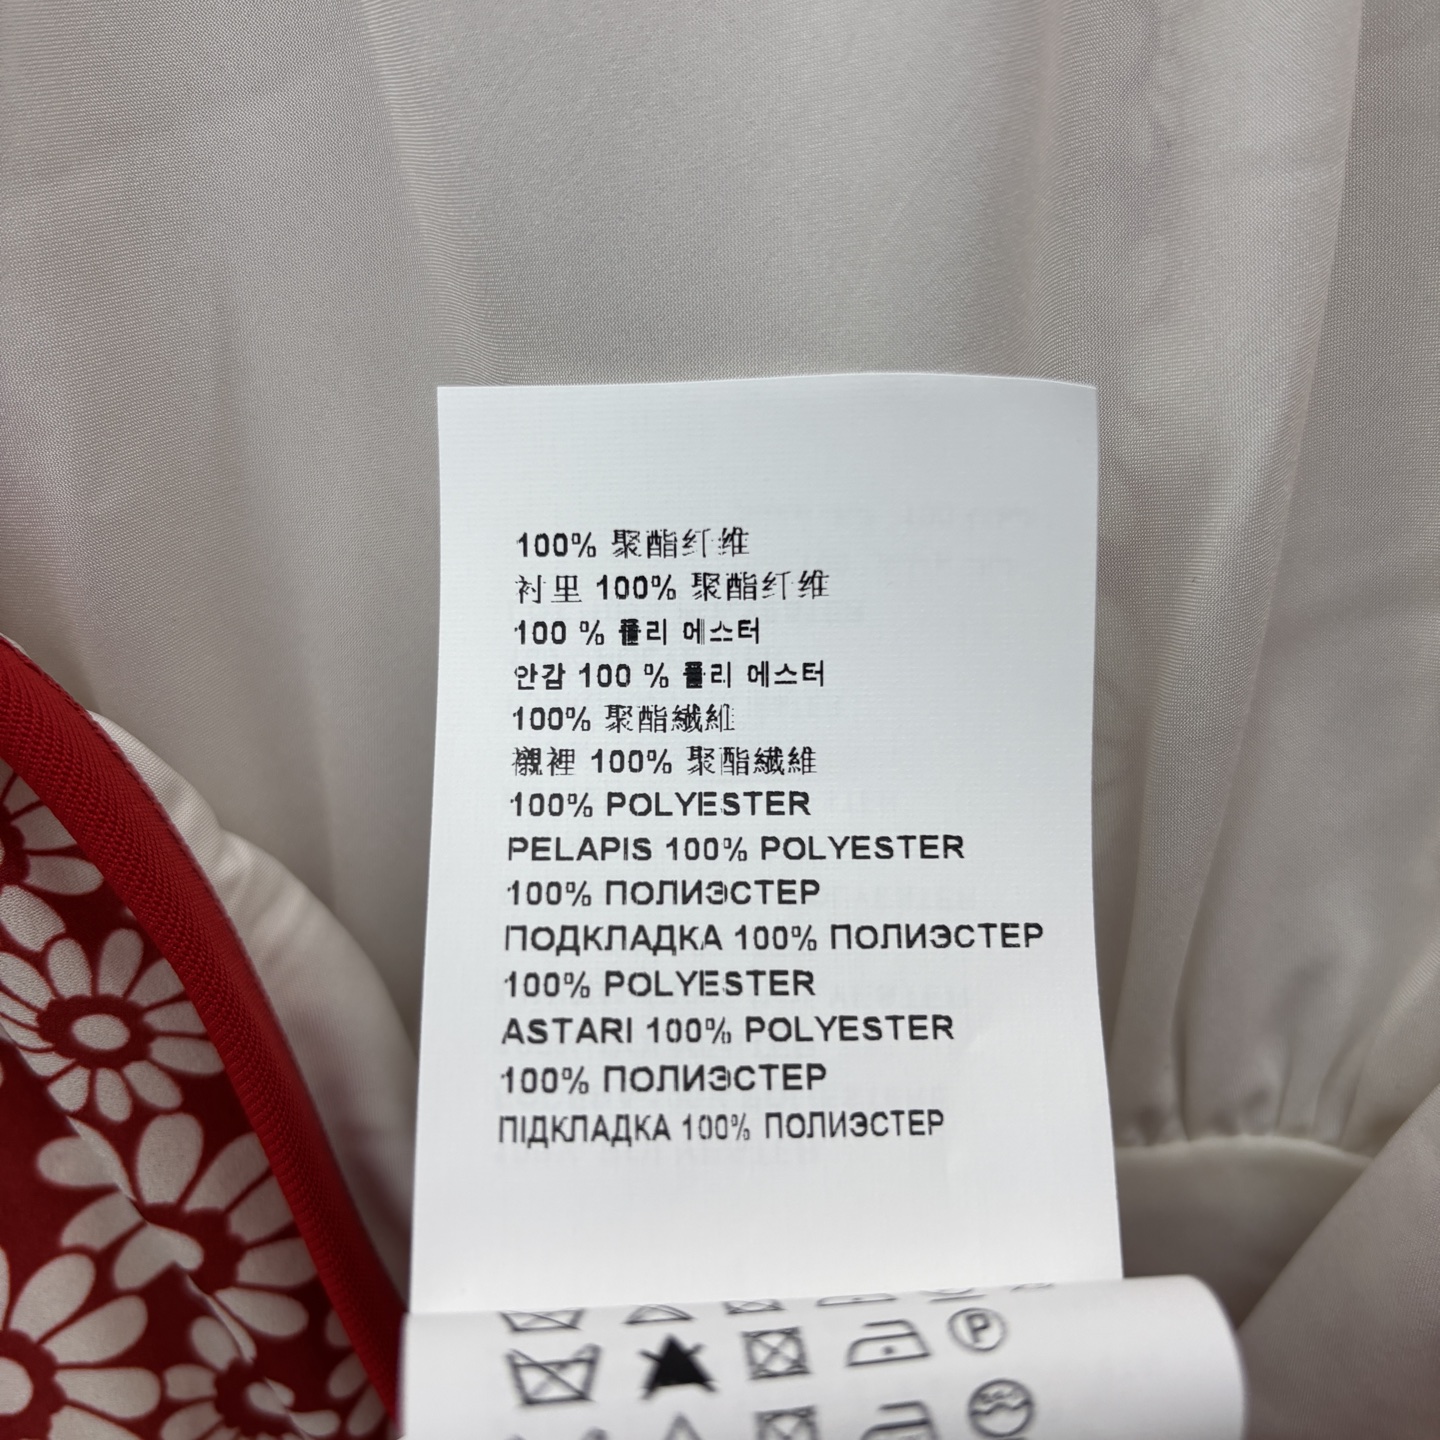 100% 聚酯纤维
衬里 100% 聚酯纤维
100 % 폴리 에스터
안감 100 % 폴리 에스터
100% 聚酯纖維
襯裡 100% 聚酯纖維
100% POLYESTER
PELAPIS 100% POLYESTER
100% ПОЛИЭСТЕР
ПОДКЛАДКА 100% ПОЛИЭСТЕР
100% POLYESTER
ASTARI 100% POLYESTER
100% ПОЛИЭСТЕР
ПІДКЛАДКА 100% ПОЛИЭСТЕР
P